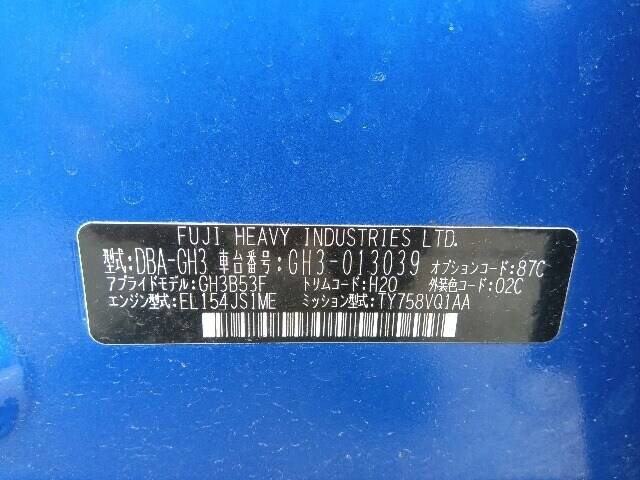 FUJI HEAVY INDUSTRIES LTD.
型式:DBA-GH3 車台番号:GH3-013039 オプションコード:87C
アプライドモデル:GH3B53F トリムコード:H20 外装色コード:02C
エンジン型式:EL154JS1ME ミッション型式:TY758VQ1AA